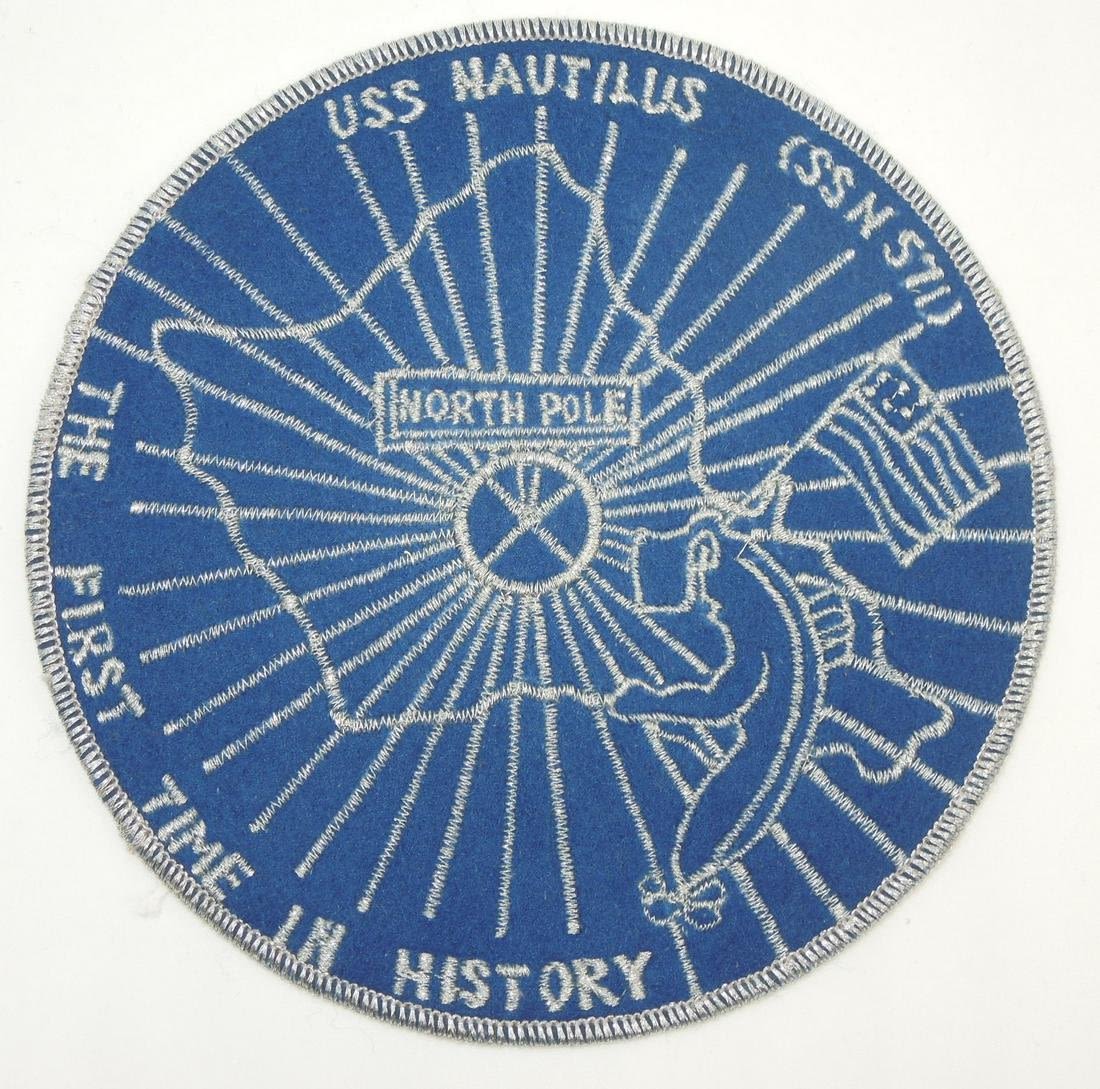 USS NAUTILUS (SSN 571)
NORTH POLE
THE FIRST TIME IN HISTORY